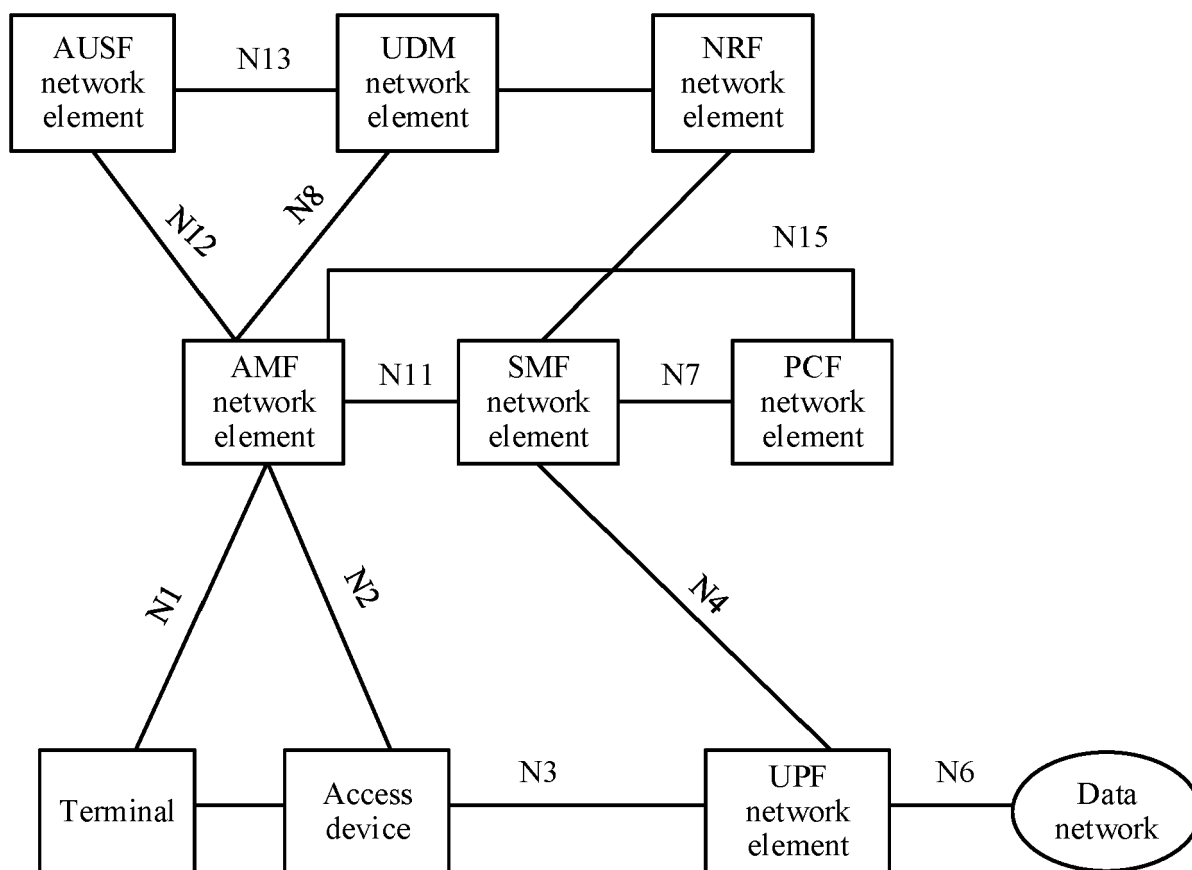 AUSF
network
element
N13
UDM
network
element
NRF
network
element
N12
N8
N15
AMF
network
element
N11
SMF
network
element
N7
PCF
network
element
N1
N2
N4
Terminal
Access
device
N3
UPF
network
element
N6
Data
network